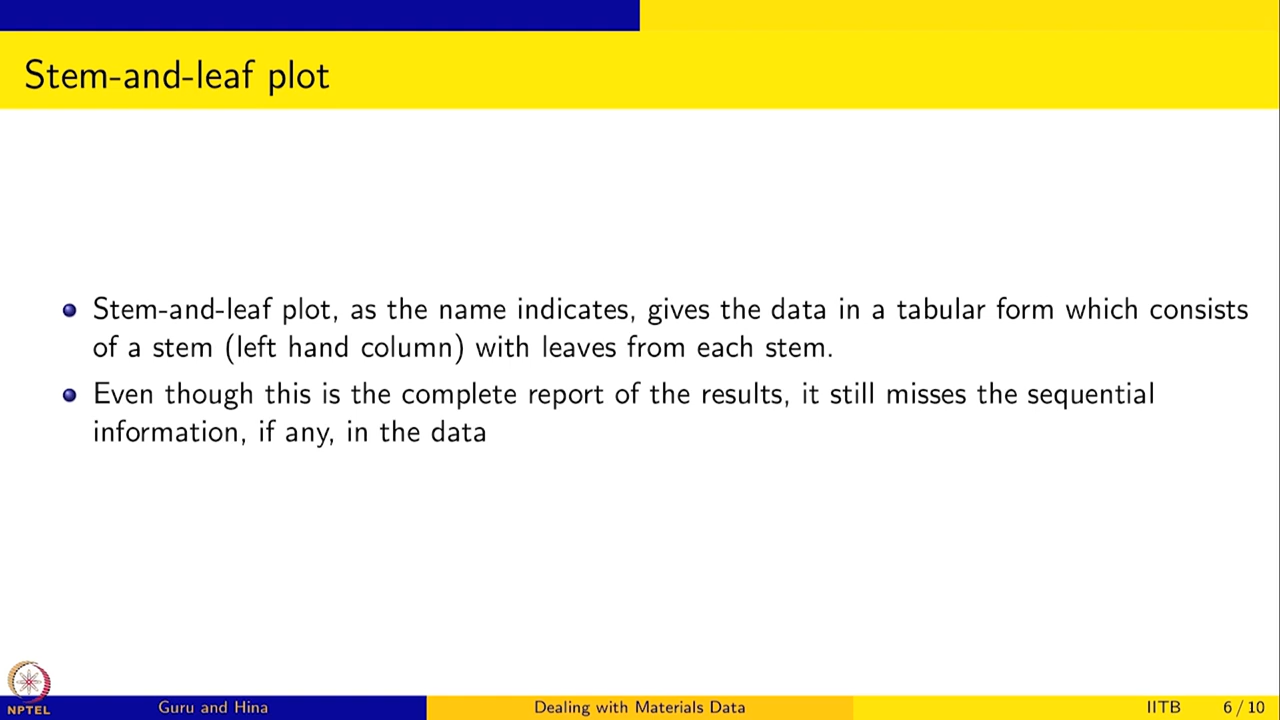 Stem-and-leaf plot
Stem-and-leaf plot, as the name indicates, gives the data in a tabular form which consists
of a stem (left hand column) with leaves from each stem.
Even though this is the complete report of the results, it still misses the sequential
information, if any, in the data
NPTEL
Guru and Hina
Dealing with Materials Data
IITB
6 / 10